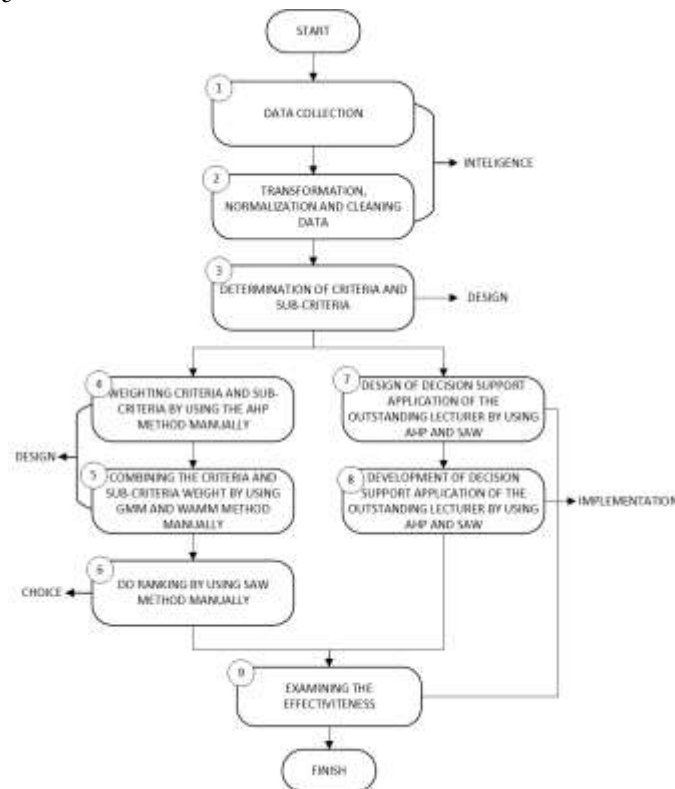 START
1
DATA COLLECTION
2
TRANSFORMATION,
NORMALIZATION AND CLEANING
DATA
INTELIGENCE
3
DETERMINATION OF CRITERIA AND
SUB-CRITERIA
DESIGN
4
WEIGHTING CRITERIA AND SUB-
CRITERIA BY USING THE AHP
METHOD MANUALLY
5
COMBINING THE CRITERIA AND
SUB-CRITERIA WEIGHT BY USING
GMM AND WAMM METHOD
MANUALLY
DESIGN
6
DO RANKING BY USING SAW
METHOD MANUALLY
CHOICE
7
DESIGN OF DECISION SUPPORT
APPLICATION OF THE
OUTSTANDING LECTURER BY USING
AHP AND SAW
8
DEVELOPMENT OF DECISION
SUPPORT APPLICATION OF THE
OUTSTANDING LECTURER BY USING
AHP AND SAW
IMPLEMENTATION
9
EXAMINING THE
EFFECTIVITENESS
FINISH